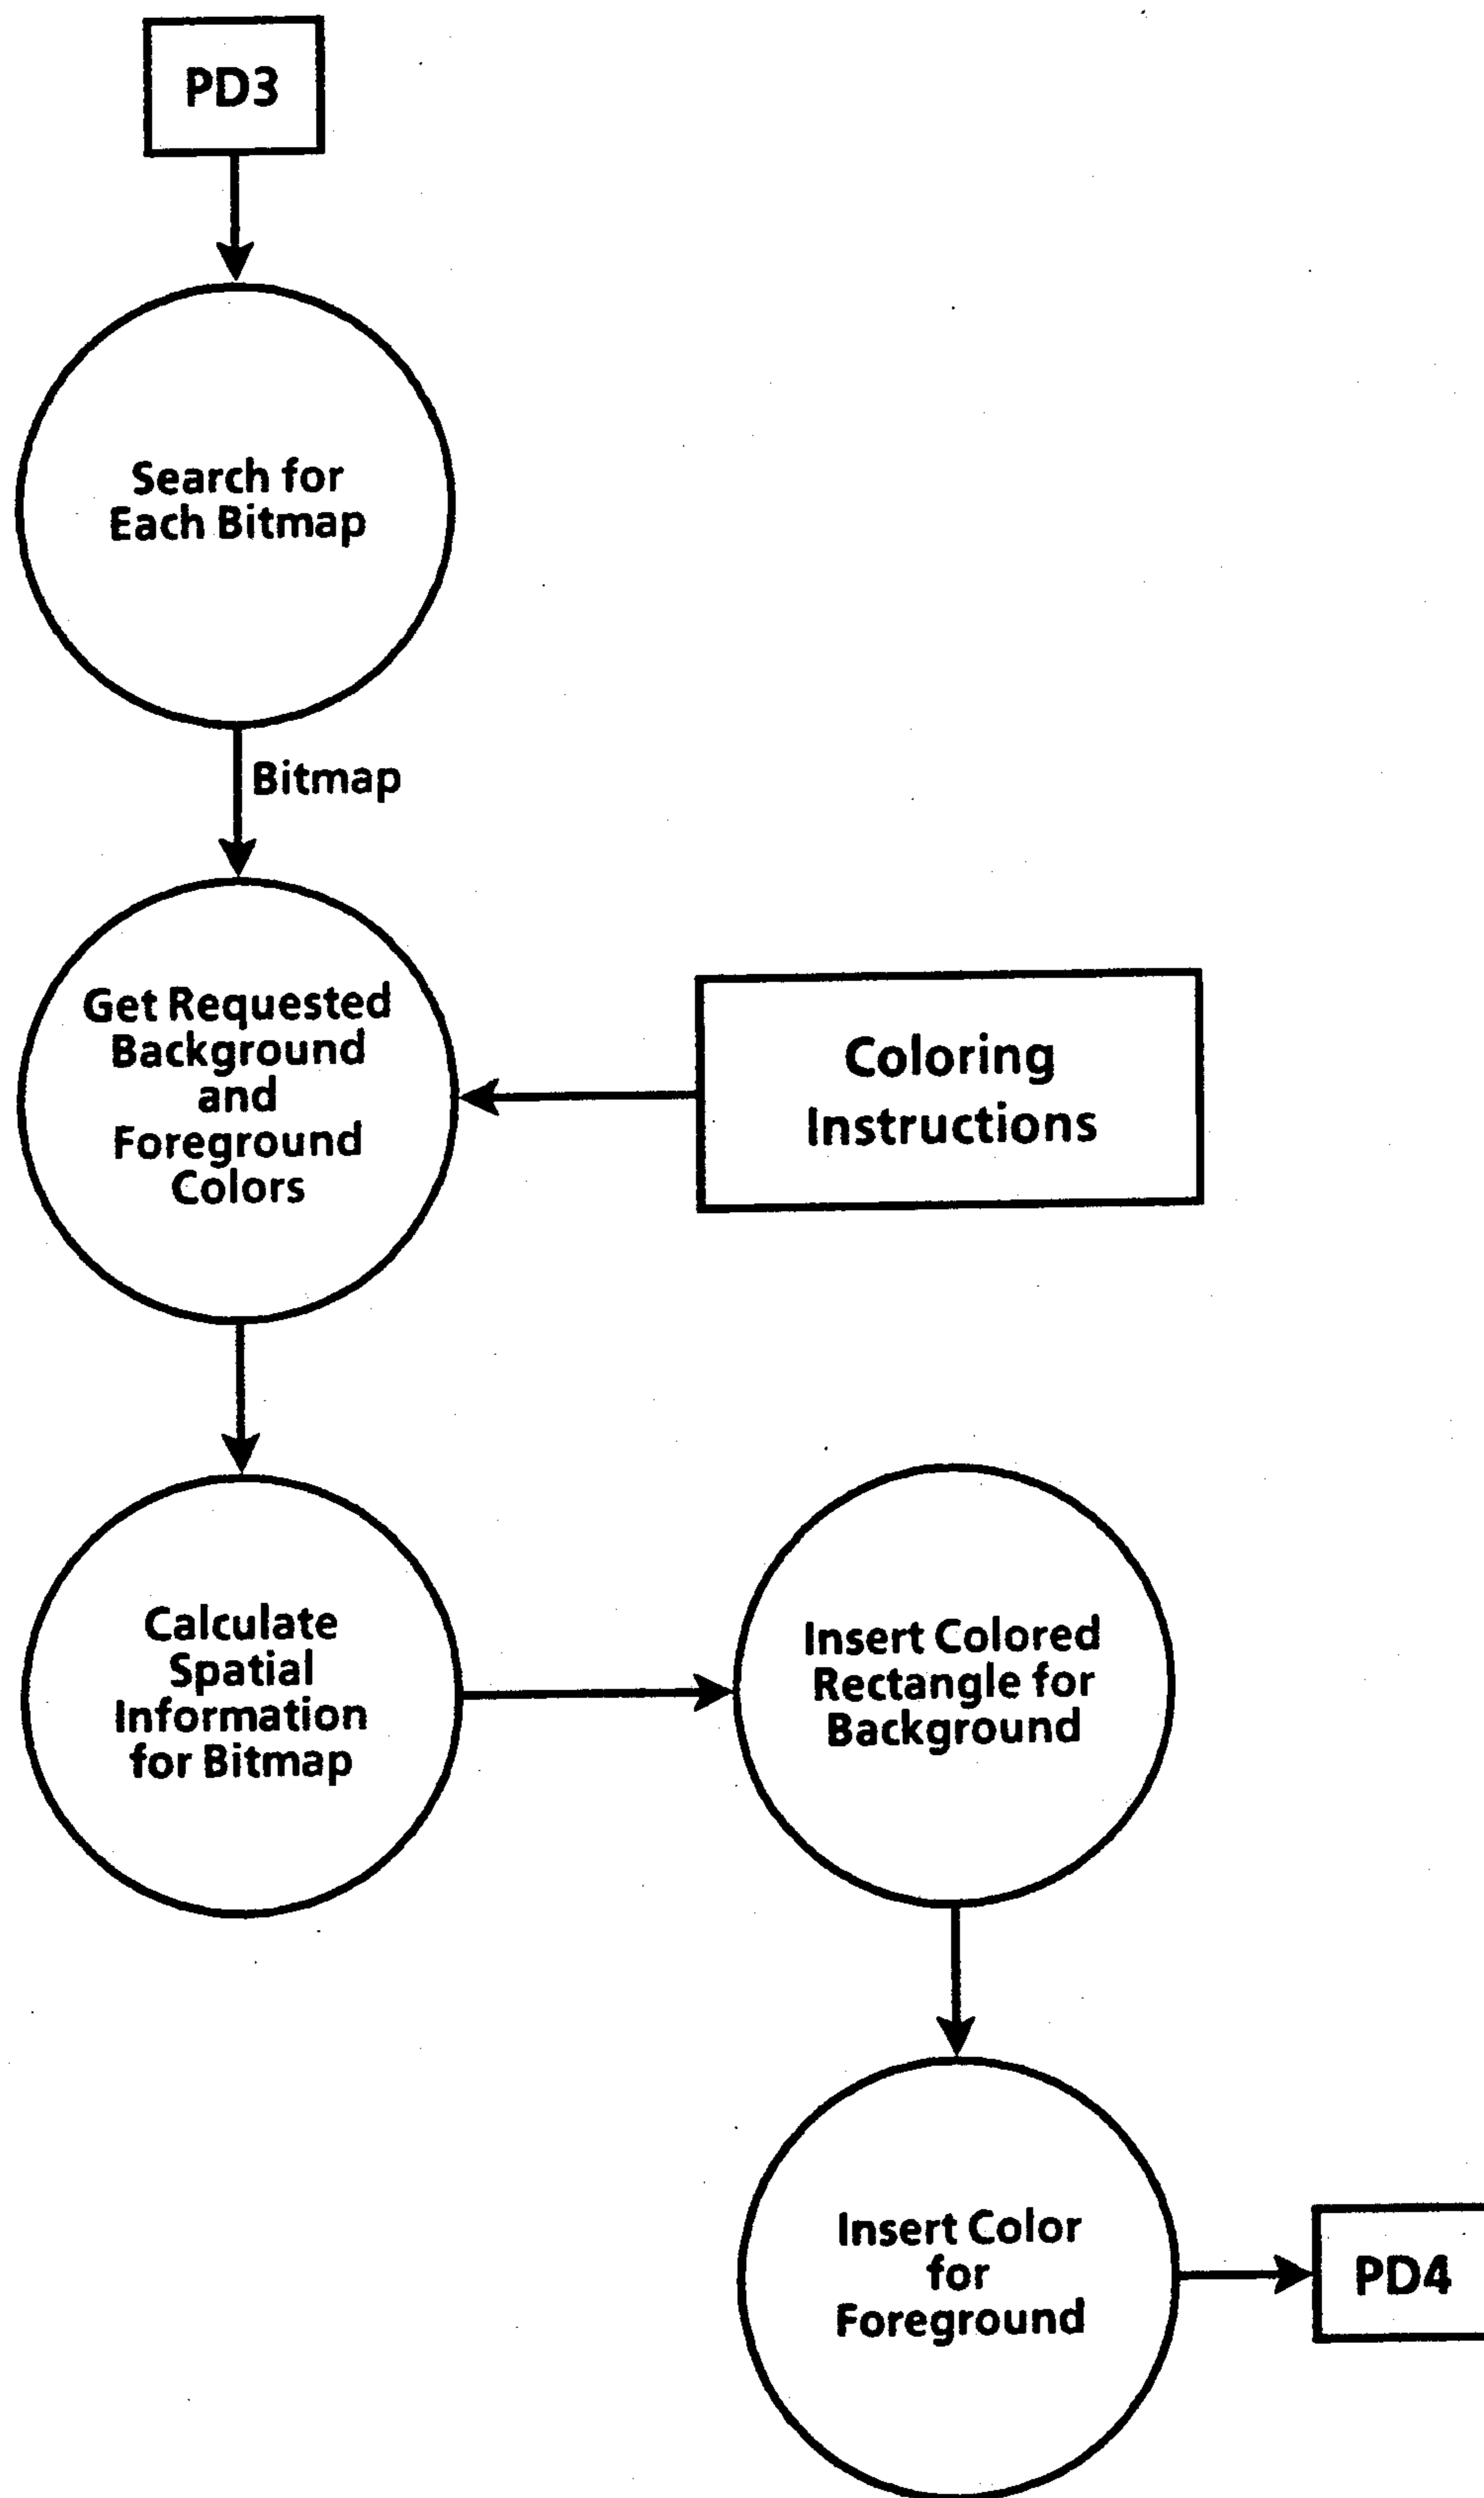 PD3
Search for
Each Bitmap
Bitmap
Get Requested
Background
and
Foreground
Colors
Coloring
Instructions
Calculate
Spatial
Information
for Bitmap
Insert Colored
Rectangle for
Background
Insert Color
for
Foreground
PD4